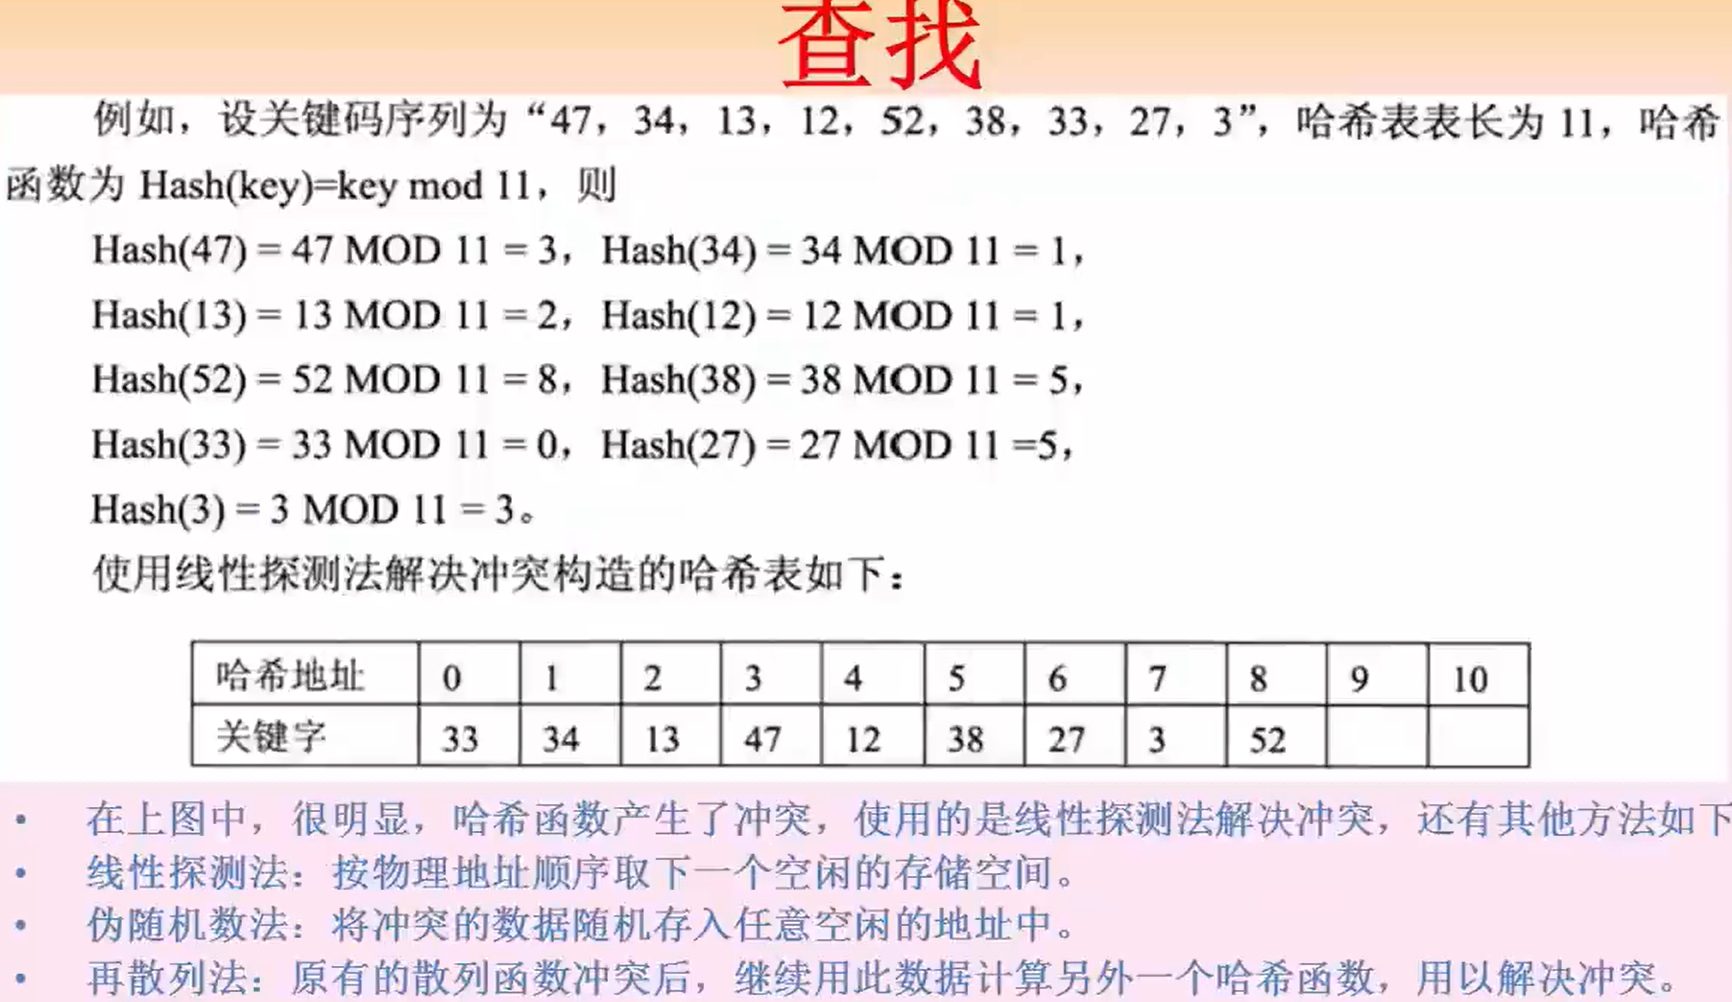 查找
例如，设关键码序列为“47，34，13，12，52，38，33，27，3”，哈希表表长为 11，哈希
函数为 Hash(key)=key mod 11，则
Hash(47) = 47 MOD 11 = 3，Hash(34) = 34 MOD 11 = 1，
Hash(13) = 13 MOD 11 = 2，Hash(12) = 12 MOD 11 = 1，
Hash(52) = 52 MOD 11 = 8，Hash(38) = 38 MOD 11 = 5，
Hash(33) = 33 MOD 11 = 0，Hash(27) = 27 MOD 11 =5，
Hash(3) = 3 MOD 11 = 3。
使用线性探测法解决冲突构造的哈希表如下：
哈希地址 0 1 2 3 4 5 6 7 8 9 10
关键字 33 34 13 47 12 38 27 3 52
• 在上图中，很明显，哈希函数产生了冲突，使用的是线性探测法解决冲突，还有其他方法如下
• 线性探测法：按物理地址顺序取下一个空闲的存储空间。
• 伪随机数法：将冲突的数据随机存入任意空闲的地址中。
• 再散列法：原有的散列函数冲突后，继续用此数据计算另外一个哈希函数，用以解决冲突。